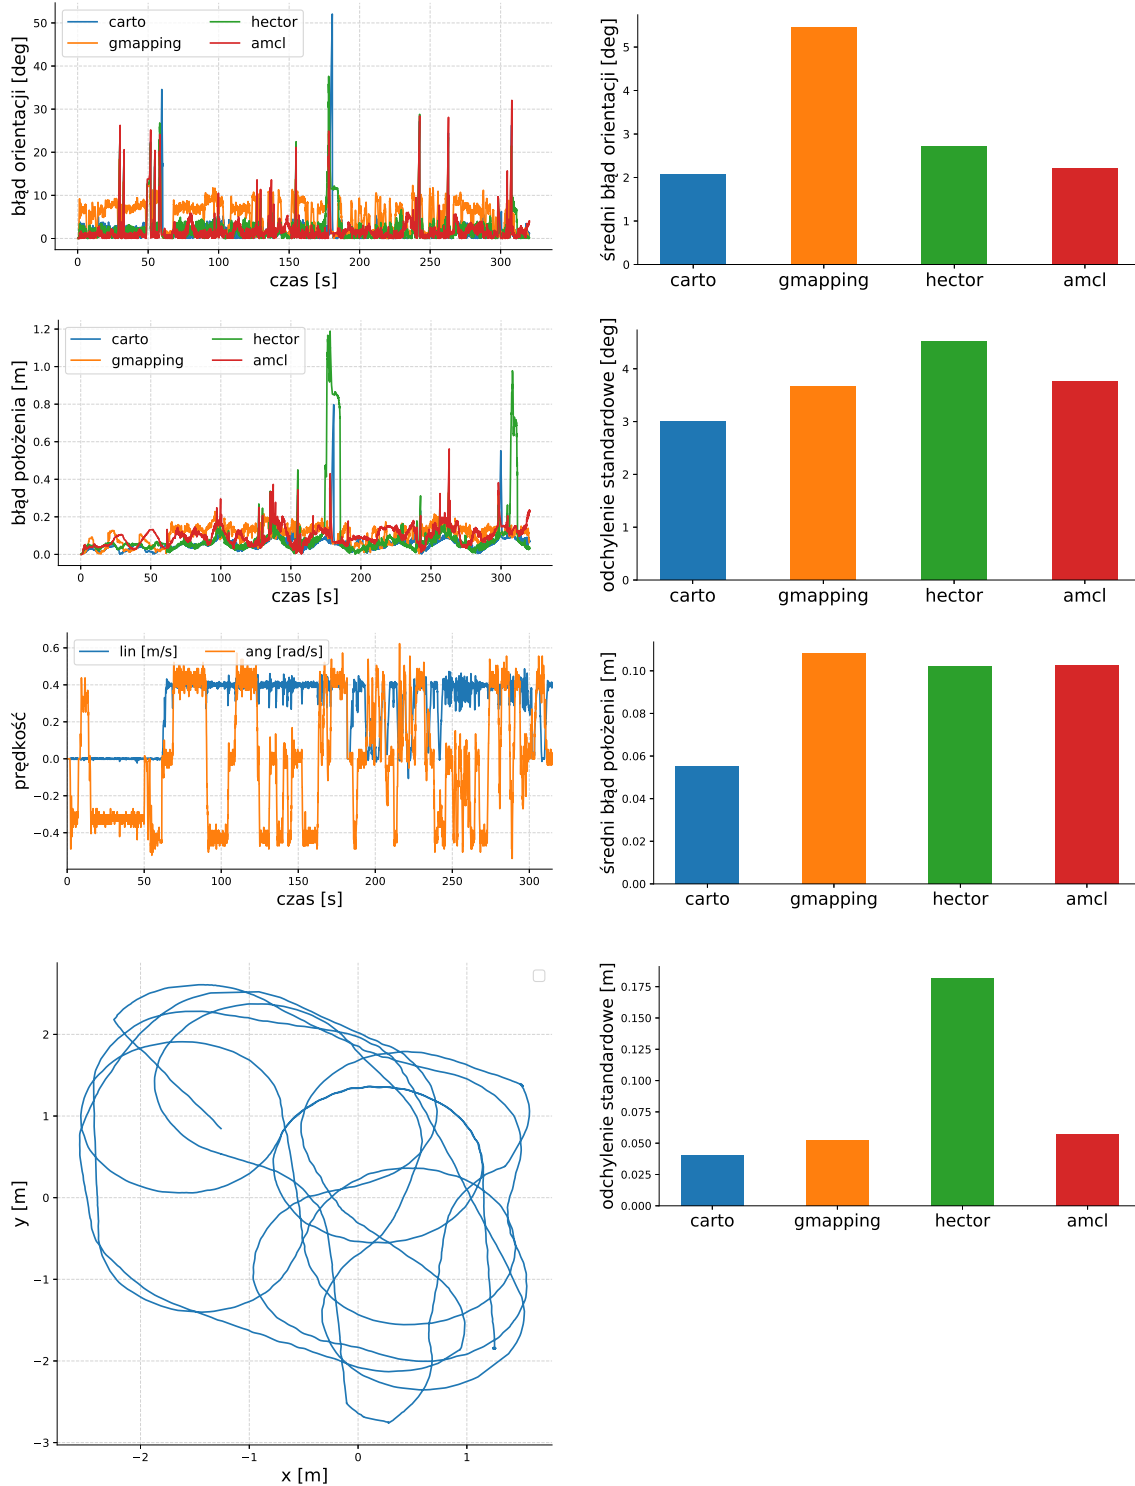 błąd orientacji [deg]
50
40
30
20
10
0
carto
gmapping
hector
amcl
0 50 100 150 200 250 300
czas [s]
średni błąd orientacji [deg]
5
4
3
2
1
0
carto gmapping hector amcl
błąd położenia [m]
1.2
1.0
0.8
0.6
0.4
0.2
0.0
carto
gmapping
hector
amcl
0 50 100 150 200 250 300
czas [s]
odchylenie standardowe [deg]
4
3
2
1
0
carto gmapping hector amcl
prędkość
0.6
0.4
0.2
0.0
−0.2
−0.4
lin [m/s] ang [rad/s]
0 50 100 150 200 250 300
czas [s]
średni błąd położenia [m]
0.10
0.08
0.06
0.04
0.02
0.00
carto gmapping hector amcl
y [m]
2
1
0
−1
−2
−3
−2 −1 0 1
x [m]
odchylenie standardowe [m]
0.175
0.150
0.125
0.100
0.075
0.050
0.025
0.000
carto gmapping hector amcl